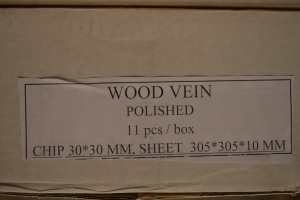 WOOD VEIN
POLISHED
11 pcs / box
CHIP 30*30 MM, SHEET 305*305*10 MM